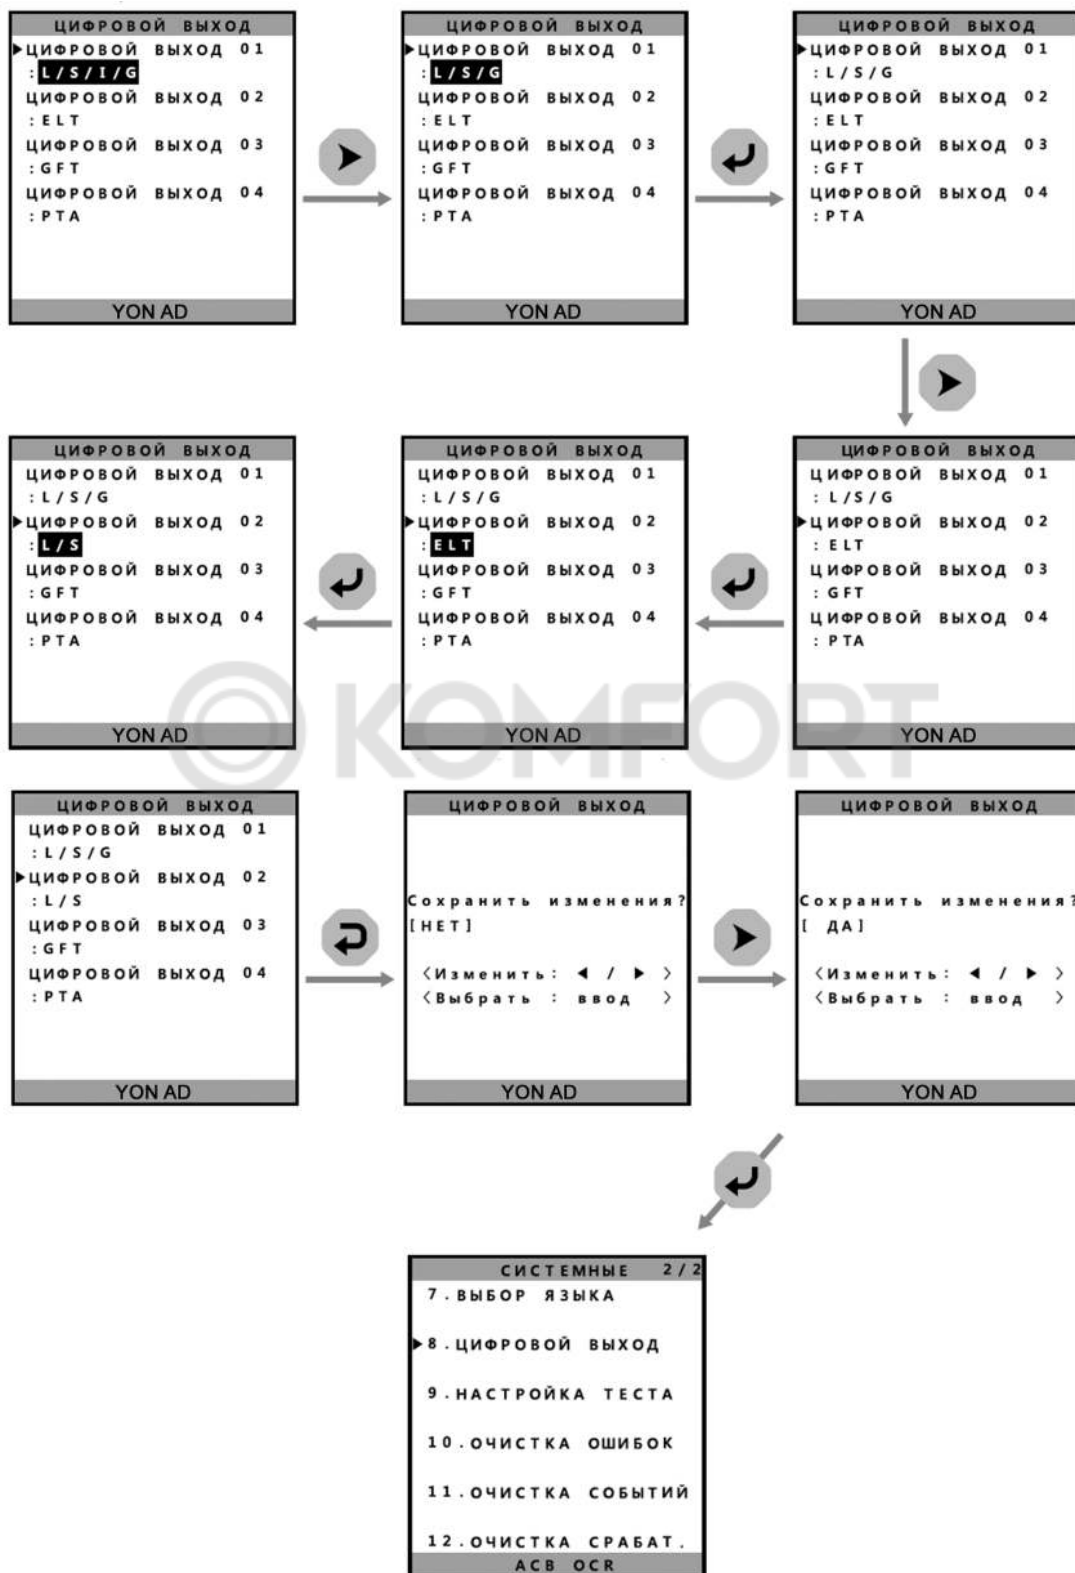 ЦИФРОВОЙ ВЫХОД
▶ЦИФРОВОЙ ВЫХОД 01
:L/S/I/G
ЦИФРОВОЙ ВЫХОД 02
:ELT
ЦИФРОВОЙ ВЫХОД 03
:GFT
ЦИФРОВОЙ ВЫХОД 04
:PTA
YON AD
ЦИФРОВОЙ ВЫХОД
▶ЦИФРОВОЙ ВЫХОД 01
:L/S/G
ЦИФРОВОЙ ВЫХОД 02
:ELT
ЦИФРОВОЙ ВЫХОД 03
:GFT
ЦИФРОВОЙ ВЫХОД 04
:PTA
YON AD
ЦИФРОВОЙ ВЫХОД
▶ЦИФРОВОЙ ВЫХОД 01
:L/S/G
ЦИФРОВОЙ ВЫХОД 02
:ELT
ЦИФРОВОЙ ВЫХОД 03
:GFT
ЦИФРОВОЙ ВЫХОД 04
:PTA
YON AD
ЦИФРОВОЙ ВЫХОД
ЦИФРОВОЙ ВЫХОД 01
:L/S/G
▶ЦИФРОВОЙ ВЫХОД 02
:L/S
ЦИФРОВОЙ ВЫХОД 03
:GFT
ЦИФРОВОЙ ВЫХОД 04
:PTA
YON AD
ЦИФРОВОЙ ВЫХОД
ЦИФРОВОЙ ВЫХОД 01
:L/S/G
▶ЦИФРОВОЙ ВЫХОД 02
:ELT
ЦИФРОВОЙ ВЫХОД 03
:GFT
ЦИФРОВОЙ ВЫХОД 04
:PTA
YON AD
ЦИФРОВОЙ ВЫХОД
ЦИФРОВОЙ ВЫХОД 01
:L/S/G
▶ЦИФРОВОЙ ВЫХОД 02
:ELT
ЦИФРОВОЙ ВЫХОД 03
:GFT
ЦИФРОВОЙ ВЫХОД 04
:PTA
YON AD
KOMFORT
ЦИФРОВОЙ ВЫХОД
ЦИФРОВОЙ ВЫХОД 01
:L/S/G
▶ЦИФРОВОЙ ВЫХОД 02
:L/S
ЦИФРОВОЙ ВЫХОД 03
:GFT
ЦИФРОВОЙ ВЫХОД 04
:PTA
YON AD
ЦИФРОВОЙ ВЫХОД
Сохранить изменения?
[НЕТ]
〈Изменить: ◀ / ▶ 〉
〈Выбрать : ввод 〉
YON AD
ЦИФРОВОЙ ВЫХОД
Сохранить изменения?
[ ДА]
〈Изменить: ◀ / ▶ 〉
〈Выбрать : ввод 〉
YON AD
СИСТЕМНЫЕ 2/2
7.ВЫБОР ЯЗЫКА
▶8.ЦИФРОВОЙ ВЫХОД
9.НАСТРОЙКА ТЕСТА
10.ОЧИСТКА ОШИБОК
11.ОЧИСТКА СОБЫТИЙ
12.ОЧИСТКА СРАБАТ.
ACB OCR